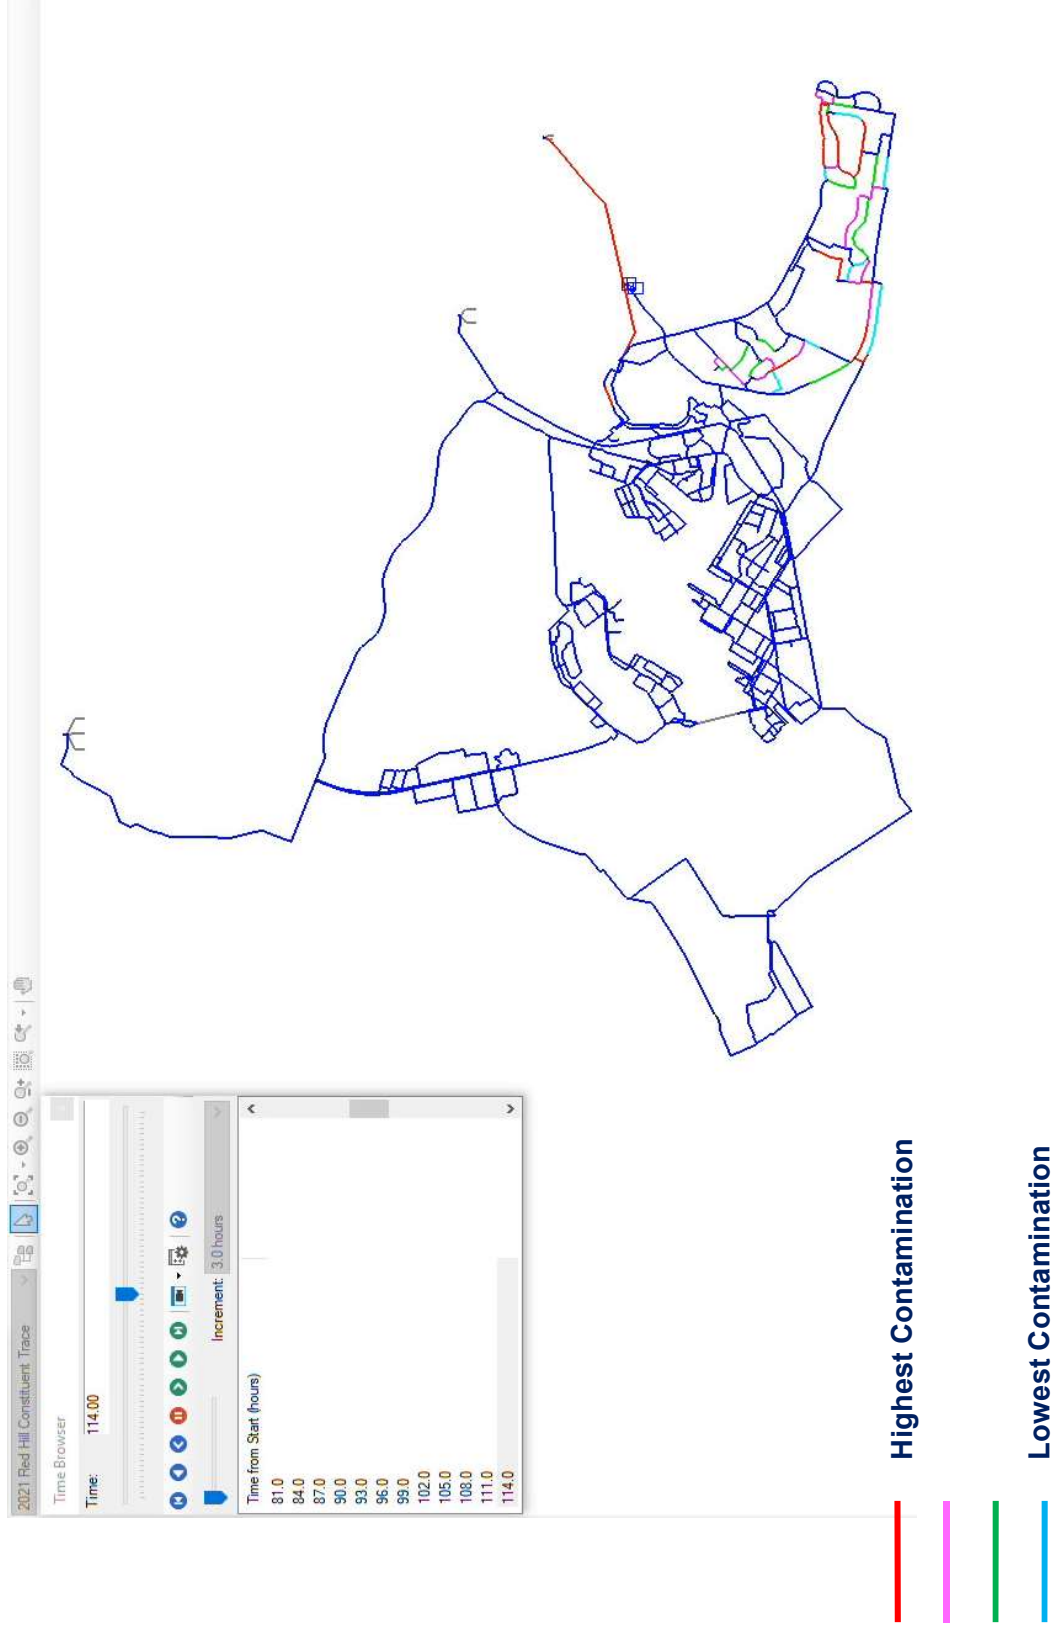 2021 Red Hill Constituent Trace
Time Browser
Time:
114.00
Increment:
3.0 hours
Time from Start (hours)
81.0
84.0
87.0
90.0
93.0
96.0
99.0
102.0
105.0
108.0
111.0
114.0
Highest Contamination
Lowest Contamination